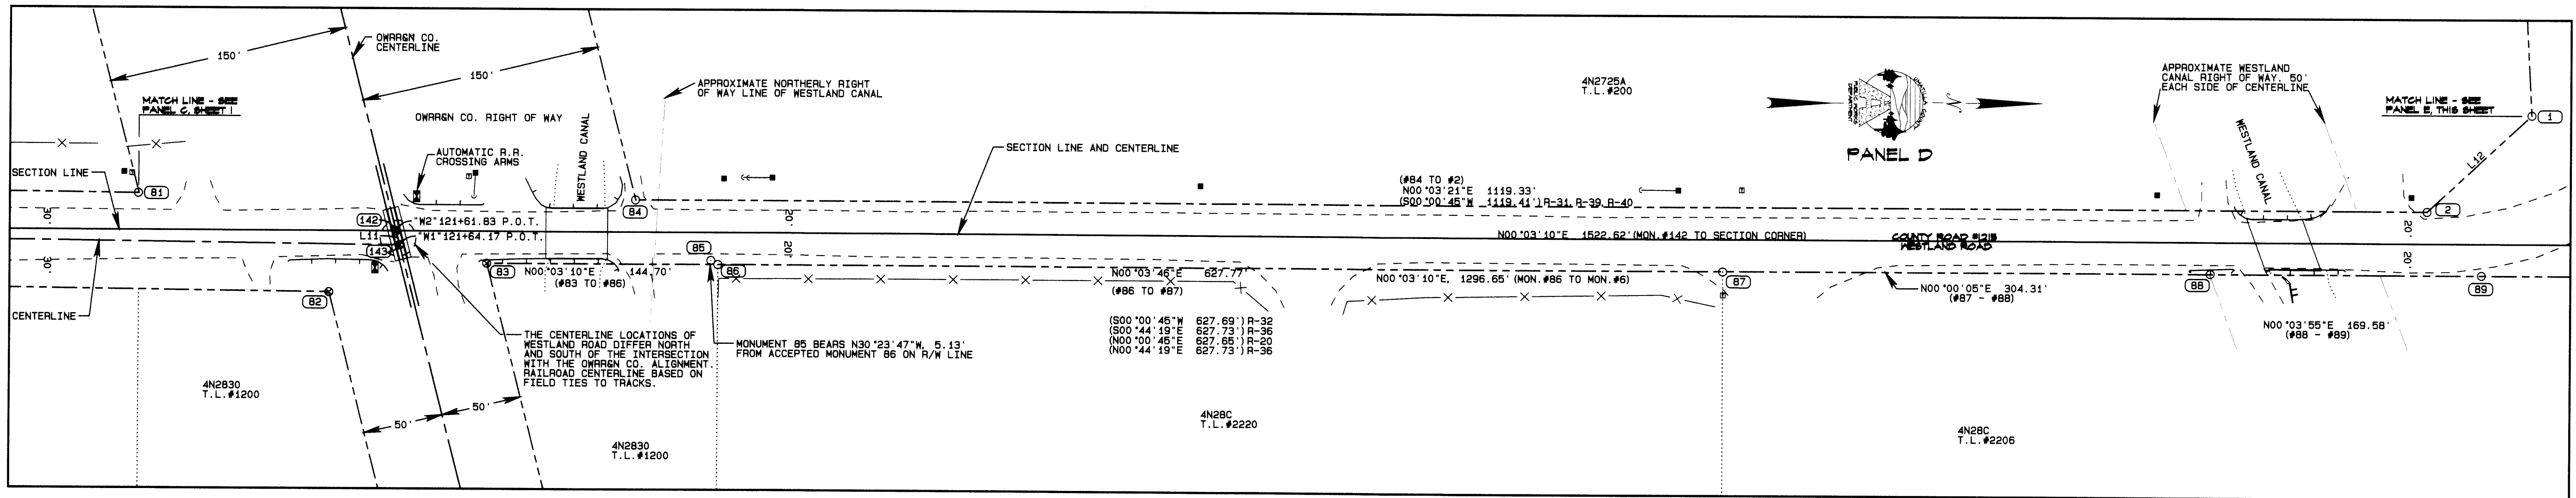 150'
OWRR&N CO.
CENTERLINE
150'
MATCH LINE - SEE
PANEL C, SHEET 1
APPROXIMATE NORTHERLY RIGHT
OF WAY LINE OF WESTLAND CANAL
OWRR&N CO. RIGHT OF WAY
WESTLAND CANAL
AUTOMATIC R.R.
CROSSING ARMS
SECTION LINE
SECTION LINE AND CENTERLINE
4N2725A
T.L.#200
UMATILLA COUNTY
PUBLIC WORKS
DEPARTMENT
N
PANEL D
APPROXIMATE WESTLAND
CANAL RIGHT OF WAY. 50'
EACH SIDE OF CENTERLINE
WESTLAND CANAL
MATCH LINE - SEE
PANEL E, THIS SHEET
1
L12
81
84
2
30'
30'
142
"W2" 121+61.83 P.O.T.
L11
"W1" 121+64.17 P.O.T.
143
20'
20'
(#84 TO #2)
N00°03'21"E 1119.33'
(S00°00'45"W 1119.41')R-31, R-39, R-40
N00°03'10"E 1522.62'(MON.#142 TO SECTION CORNER)
COUNTY ROAD #1215
WESTLAND ROAD
20'
20'
CENTERLINE
82
83
N00°03'10"E 144.70'
(#83 TO #86)
85
86
N00°03'46"E 627.77'
(#86 TO #87)
N00°03'10"E, 1296.65' (MON.#86 TO MON.#6)
87
N00°00'05"E 304.31'
(#87 - #88)
88
89
N00°03'55"E 169.58'
(#88 - #89)
(S00°00'45"W 627.69')R-32
(S00°44'19"E 627.73')R-36
(N00°00'45"E 627.65')R-20
(N00°44'19"E 627.73')R-36
THE CENTERLINE LOCATIONS OF
WESTLAND ROAD DIFFER NORTH
AND SOUTH OF THE INTERSECTION
WITH THE OWRR&N CO. ALIGNMENT.
RAILROAD CENTERLINE BASED ON
FIELD TIES TO TRACKS.
MONUMENT 85 BEARS N30°23'47"W, 5.13'
FROM ACCEPTED MONUMENT 86 ON R/W LINE
4N2830
T.L.#1200
50'
50'
4N2830
T.L.#1200
4N28C
T.L.#2220
4N28C
T.L.#2206